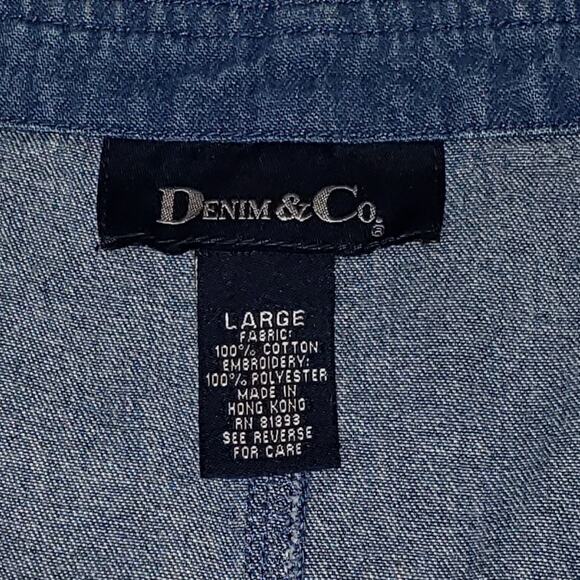 DENIM & CO.®
LARGE
FABRIC:
100% COTTON
EMBROIDERY:
100% POLYESTER
MADE IN
HONG KONG
RN 81893
SEE REVERSE
FOR CARE